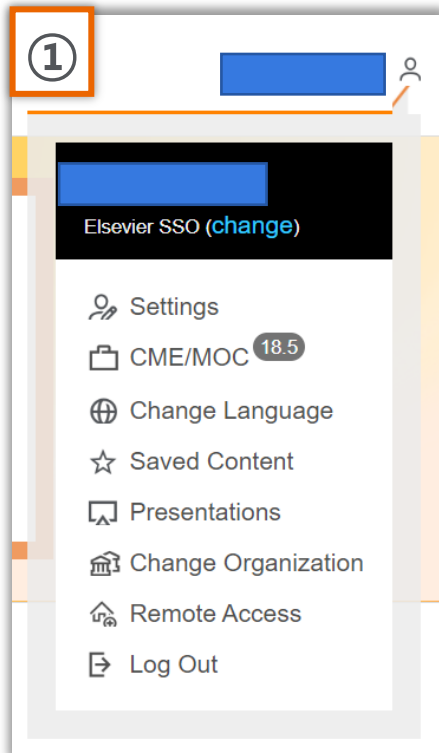 ①
Elsevier SSO (change)
Settings
CME/MOC 18.5
Change Language
Saved Content
Presentations
Change Organization
Remote Access
Log Out